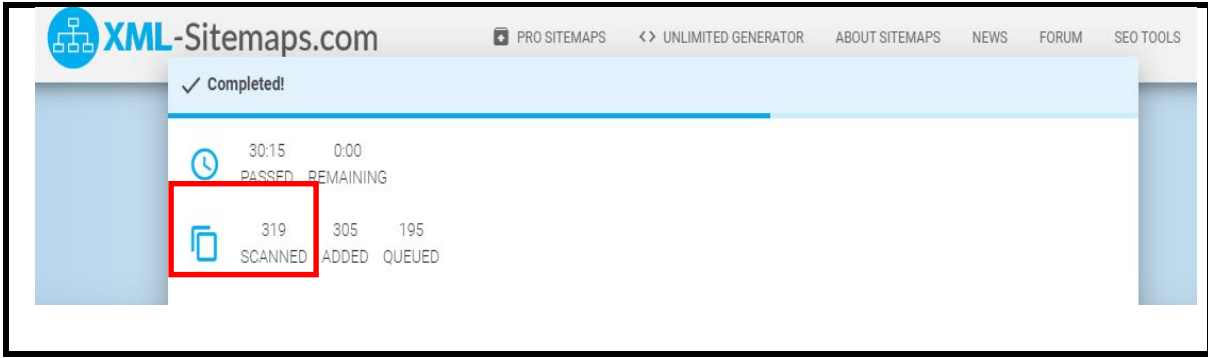 XML-Sitemaps.com PRO SITEMAPS <> UNLIMITED GENERATOR ABOUT SITEMAPS NEWS FORUM SEO TOOLS
Completed!
30:15 0:00
PASSED REMAINING
319 305 195
SCANNED ADDED QUEUED